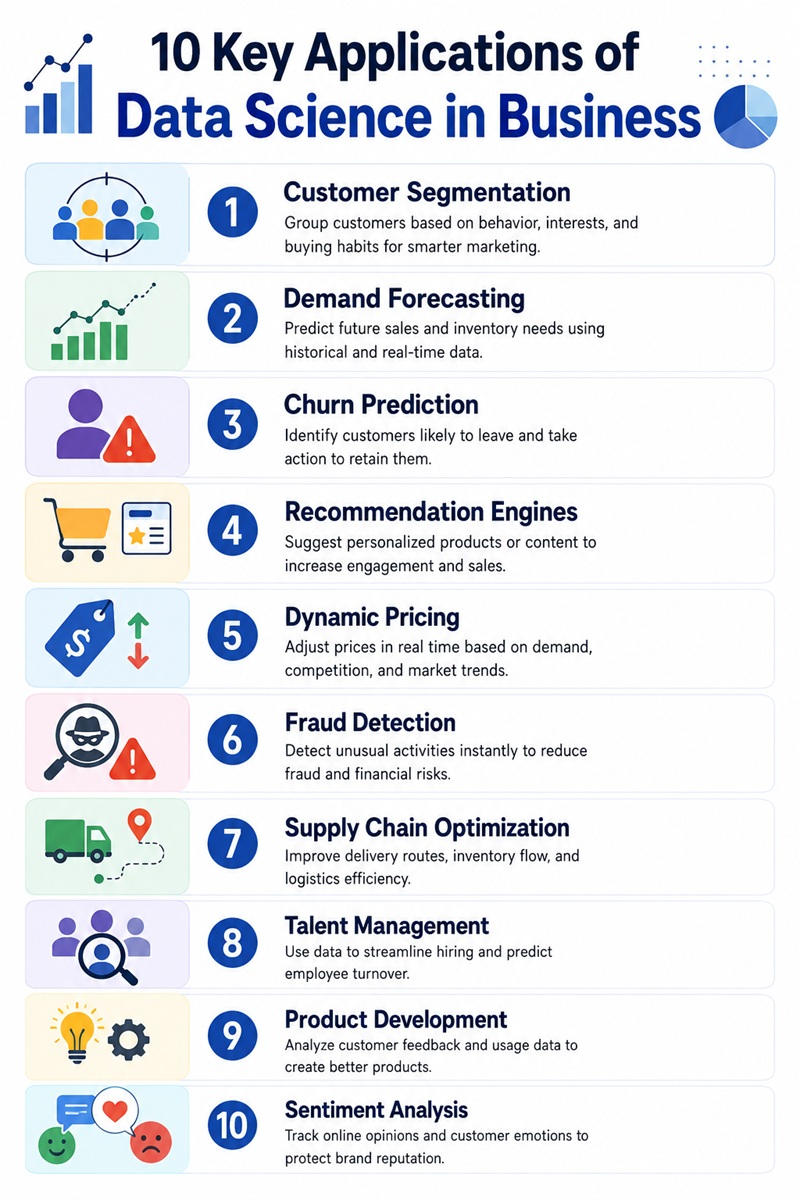 10 Key Applications of
Data Science in Business
1
Customer Segmentation
Group customers based on behavior, interests, and
buying habits for smarter marketing.
2
Demand Forecasting
Predict future sales and inventory needs using
historical and real-time data.
3
Churn Prediction
Identify customers likely to leave and take
action to retain them.
4
Recommendation Engines
Suggest personalized products or content to
increase engagement and sales.
$
5
Dynamic Pricing
Adjust prices in real time based on demand,
competition, and market trends.
6
Fraud Detection
Detect unusual activities instantly to reduce
fraud and financial risks.
7
Supply Chain Optimization
Improve delivery routes, inventory flow, and
logistics efficiency.
8
Talent Management
Use data to streamline hiring and predict
employee turnover.
9
Product Development
Analyze customer feedback and usage data to
create better products.
10
Sentiment Analysis
Track online opinions and customer emotions to
protect brand reputation.